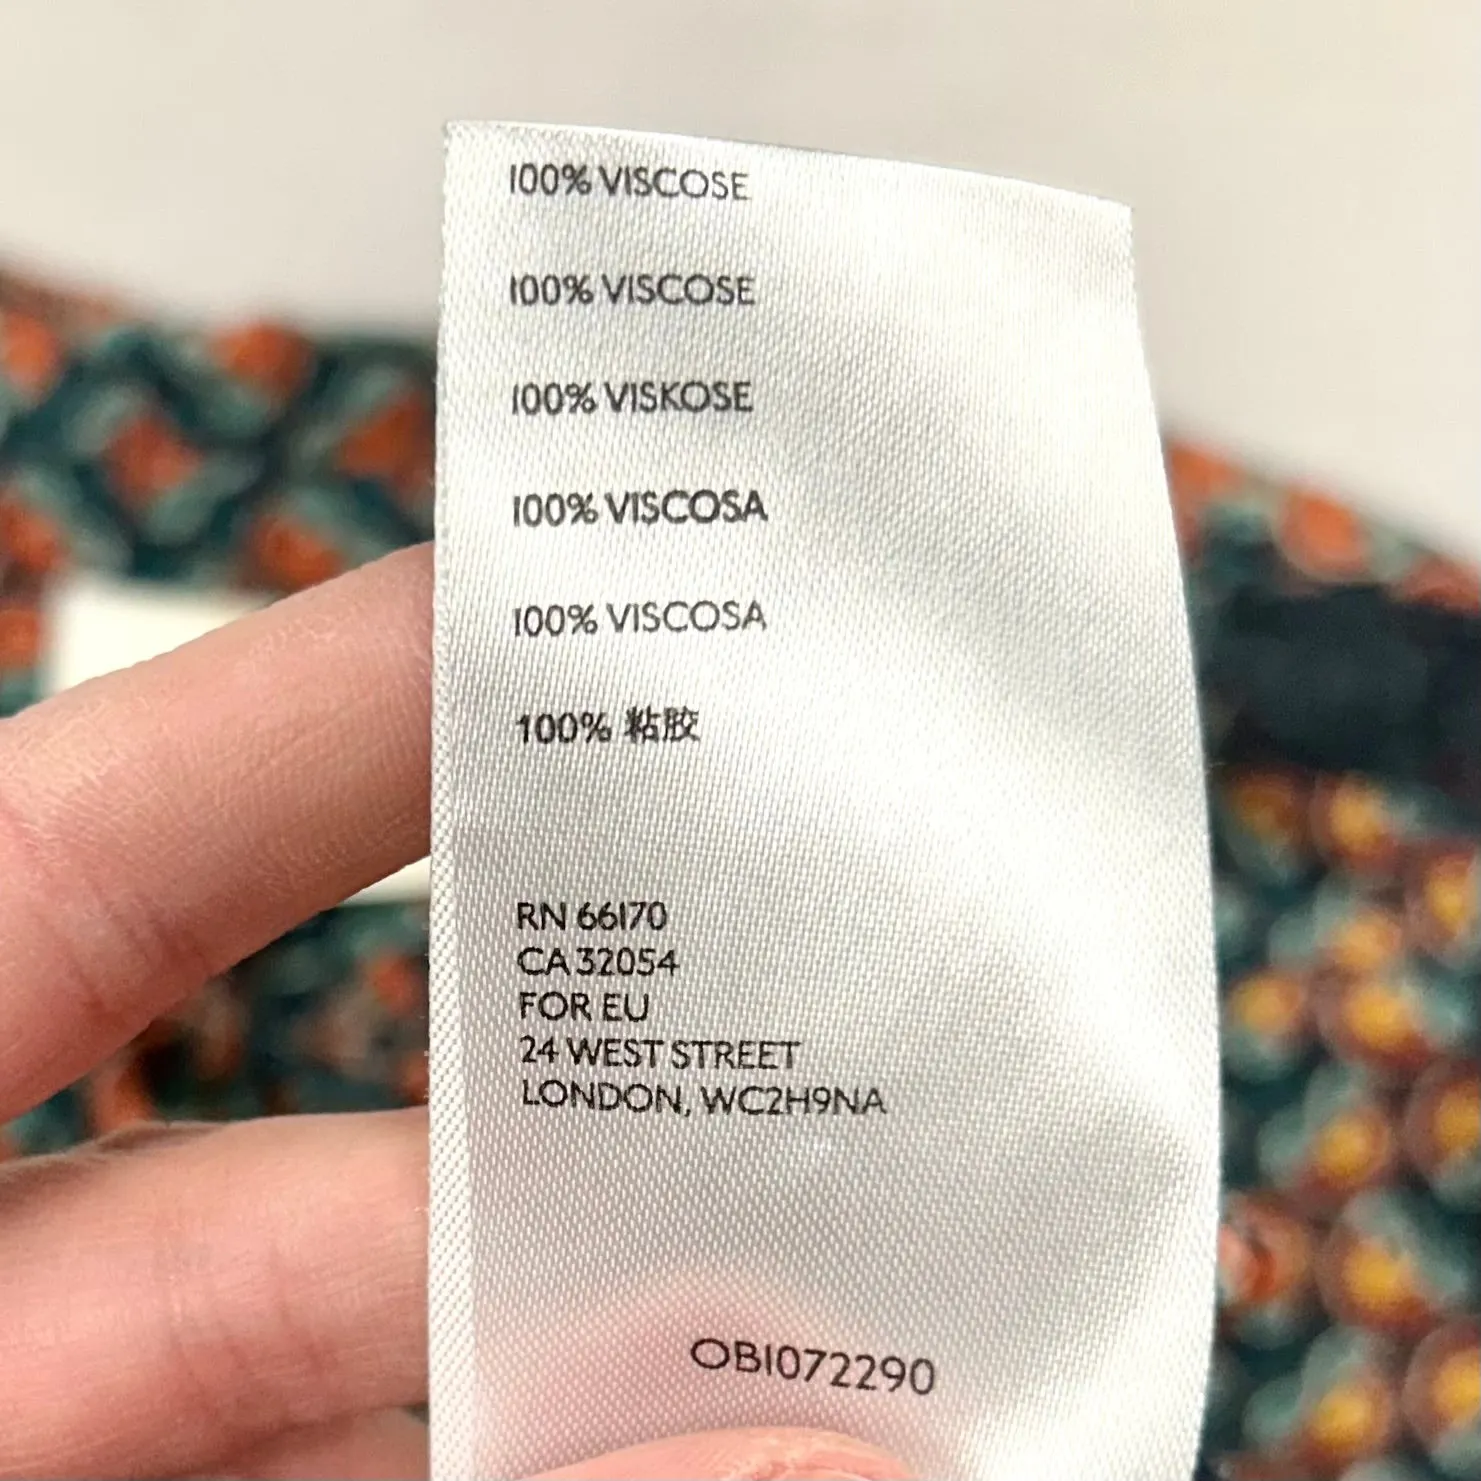 100% VISCOSE
100% VISCOSE
100% VISKOSE
100% VISCOSA
100% VISCOSA
100% 粘胶
RN 66170
CA 32054
FOR EU
24 WEST STREET
LONDON, WC2H9NA
OB1072290